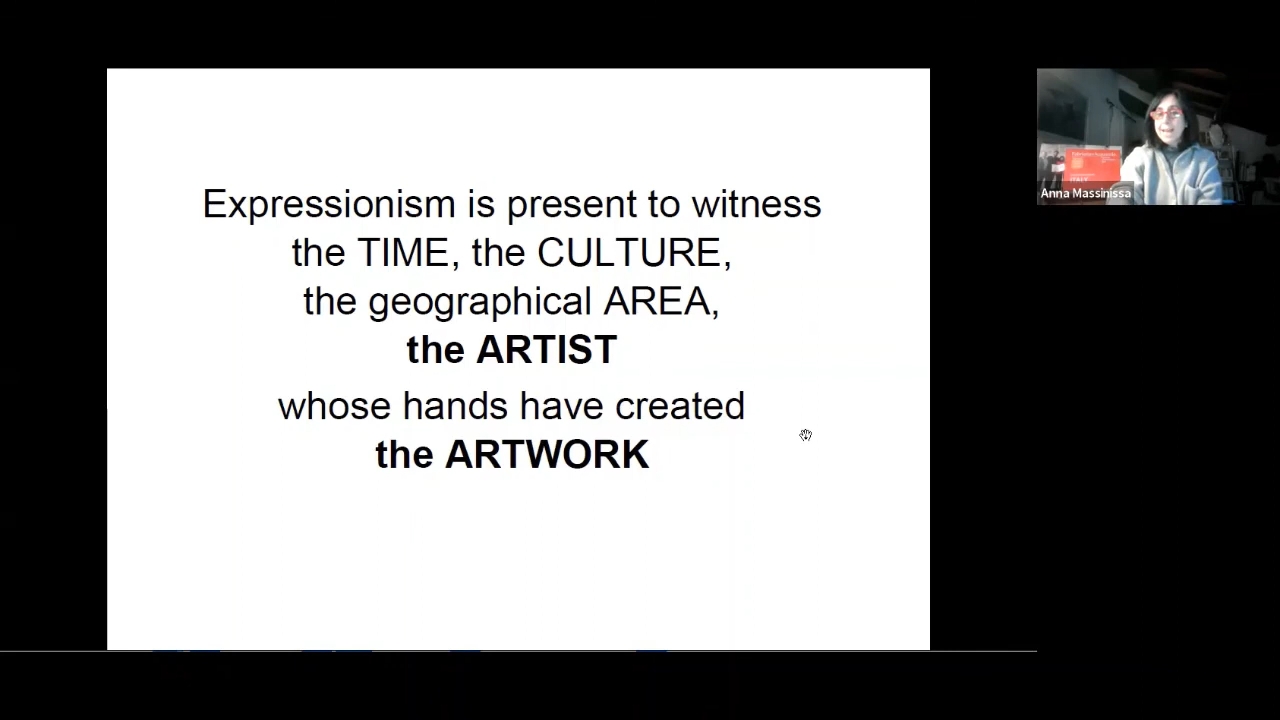 Expressionism is present to witness
the TIME, the CULTURE,
the geographical AREA,
the ARTIST
whose hands have created
the ARTWORK
Anna Massinissa
ITALY